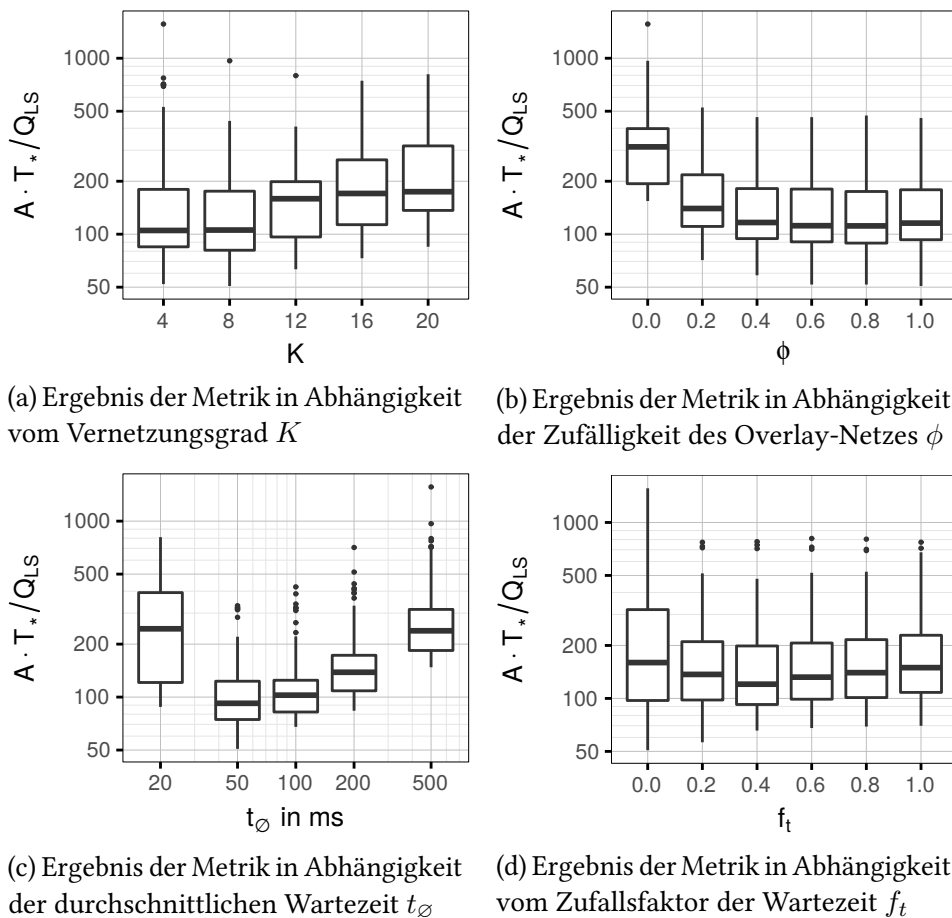 A · T*/QLS
1000
500
200
100
50
4 8 12 16 20
K
A · T*/QLS
1000
500
200
100
50
0.0 0.2 0.4 0.6 0.8 1.0
ϕ
(a) Ergebnis der Metrik in Abhängigkeit
vom Vernetzungsgrad K
(b) Ergebnis der Metrik in Abhängigkeit
der Zufälligkeit des Overlay-Netzes ϕ
A · T*/QLS
1000
500
200
100
50
20 50 100 200 500
t∅ in ms
A · T*/QLS
1000
500
200
100
50
0.0 0.2 0.4 0.6 0.8 1.0
ft
(c) Ergebnis der Metrik in Abhängigkeit
der durchschnittlichen Wartezeit t∅
(d) Ergebnis der Metrik in Abhängigkeit
vom Zufallsfaktor der Wartezeit ft